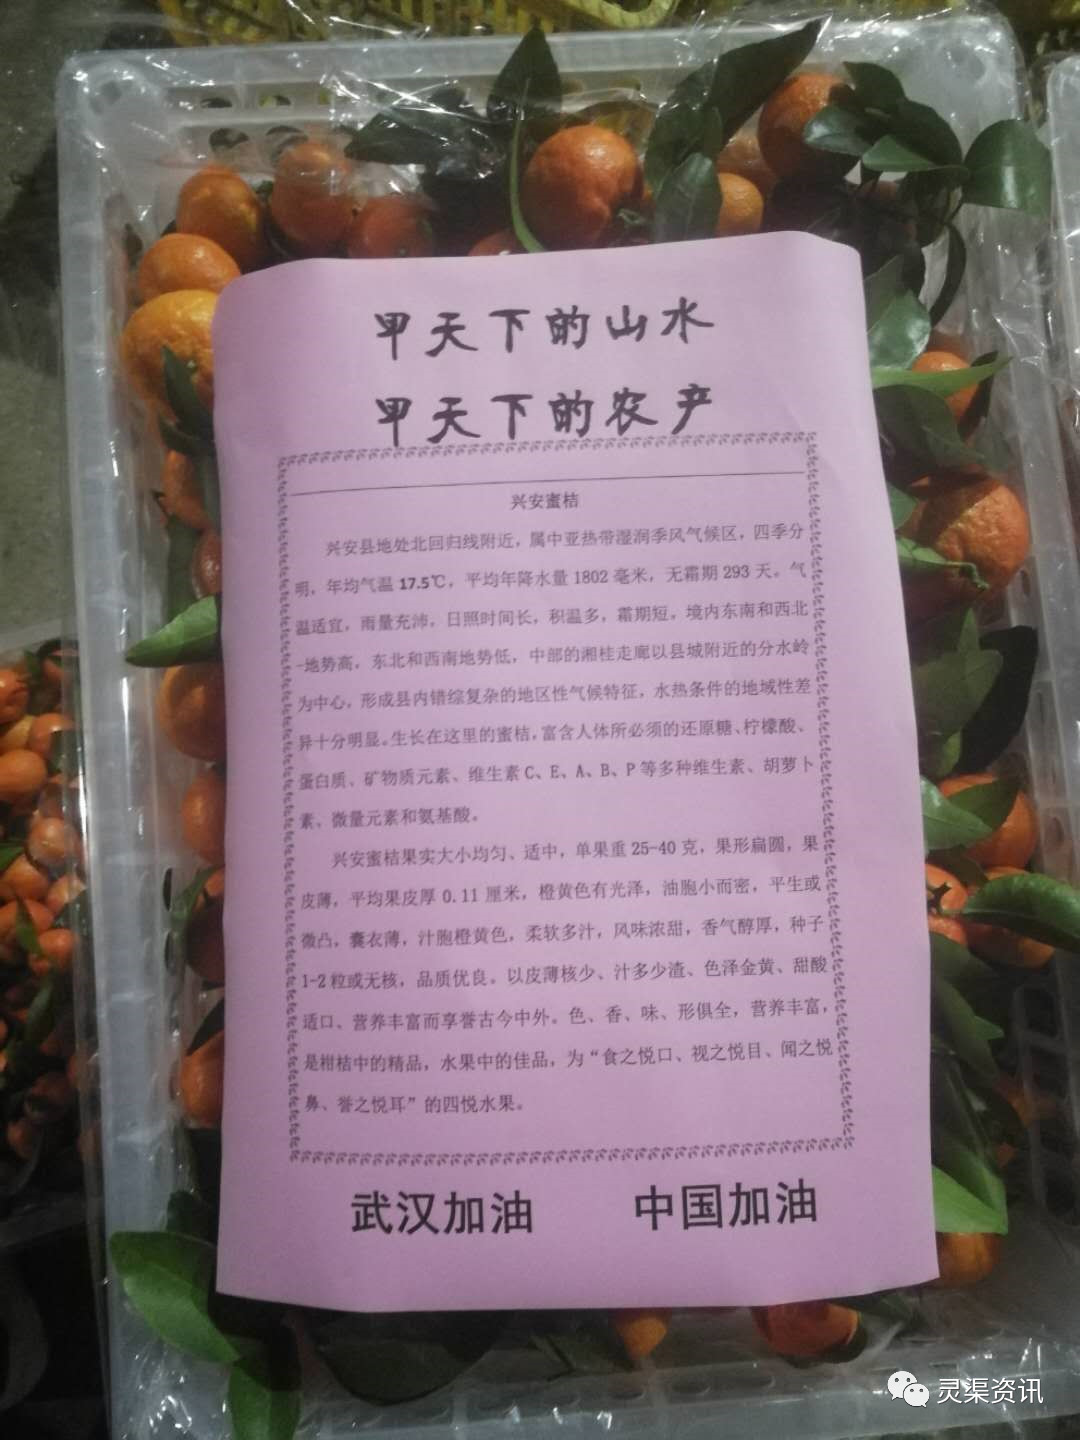 甲天下的山水
甲天下的农产
兴安蜜桔
兴安县地处北回归线附近，属中亚热带湿润季风气候区，四季分
明，年均气温 17.5℃，平均年降水量 1802 毫米，无霜期 293 天。气
温适宜，雨量充沛，日照时间长，积温多，霜期短，境内东南和西北
-地势高，东北和西南地势低，中部的湘桂走廊以县城附近的分水岭
为中心，形成县内错综复杂的地区性气候特征，水热条件的地域性差
异十分明显。生长在这里的蜜桔，富含人体所必须的还原糖、柠檬酸、
蛋白质、矿物质元素、维生素 C、E、A、B、P 等多种维生素、胡萝卜
素、微量元素和氨基酸。
兴安蜜桔果实大小均匀、适中，单果重 25-40 克，果形扁圆，果
皮薄，平均果皮厚 0.11 厘米，橙黄色有光泽，油胞小而密，平生或
微凸，囊衣薄，汁胞橙黄色，柔软多汁，风味浓甜，香气醇厚，种子
1-2 粒或无核，品质优良。以皮薄核少、汁多少渣、色泽金黄、甜酸
适口、营养丰富而享誉古今中外。色、香、味、形俱全，营养丰富，
是柑桔中的精品，水果中的佳品，为“食之悦口、视之悦目、闻之悦
鼻、誉之悦耳”的四悦水果。
武汉加油 中国加油
灵渠资讯